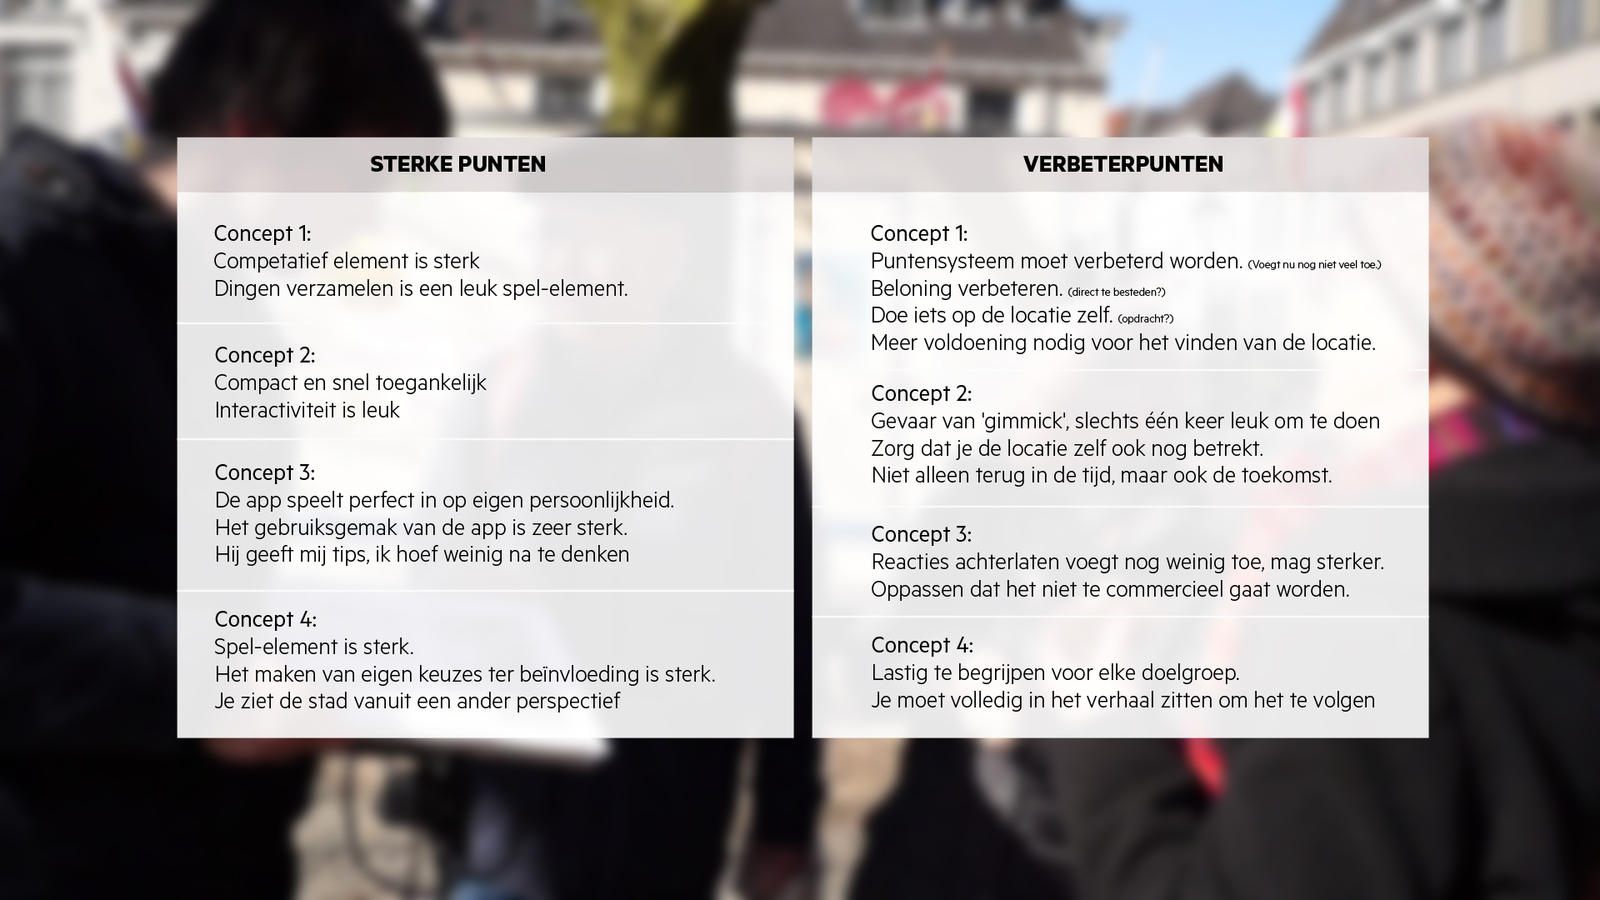 STERKE PUNTEN
Concept 1:
Competatief element is sterk
Dingen verzamelen is een leuk spel-element.
Concept 2:
Compact en snel toegankelijk
Interactiviteit is leuk
Concept 3:
De app speelt perfect in op eigen persoonlijkheid.
Het gebruiksgemak van de app is zeer sterk.
Hij geeft mij tips, ik hoef weinig na te denken
Concept 4:
Spel-element is sterk.
Het maken van eigen keuzes ter beïnvloeding is sterk.
Je ziet de stad vanuit een ander perspectief
VERBETERPUNTEN
Concept 1:
Puntensysteem moet verbeterd worden. (Voegt nu nog niet veel toe.)
Beloning verbeteren. (direct te besteden?)
Doe iets op de locatie zelf. (opdracht?)
Meer voldoening nodig voor het vinden van de locatie.
Concept 2:
Gevaar van 'gimmick', slechts één keer leuk om te doen
Zorg dat je de locatie zelf ook nog betrekt.
Niet alleen terug in de tijd, maar ook de toekomst.
Concept 3:
Reacties achterlaten voegt nog weinig toe, mag sterker.
Oppassen dat het niet te commercieel gaat worden.
Concept 4:
Lastig te begrijpen voor elke doelgroep.
Je moet volledig in het verhaal zitten om het te volgen